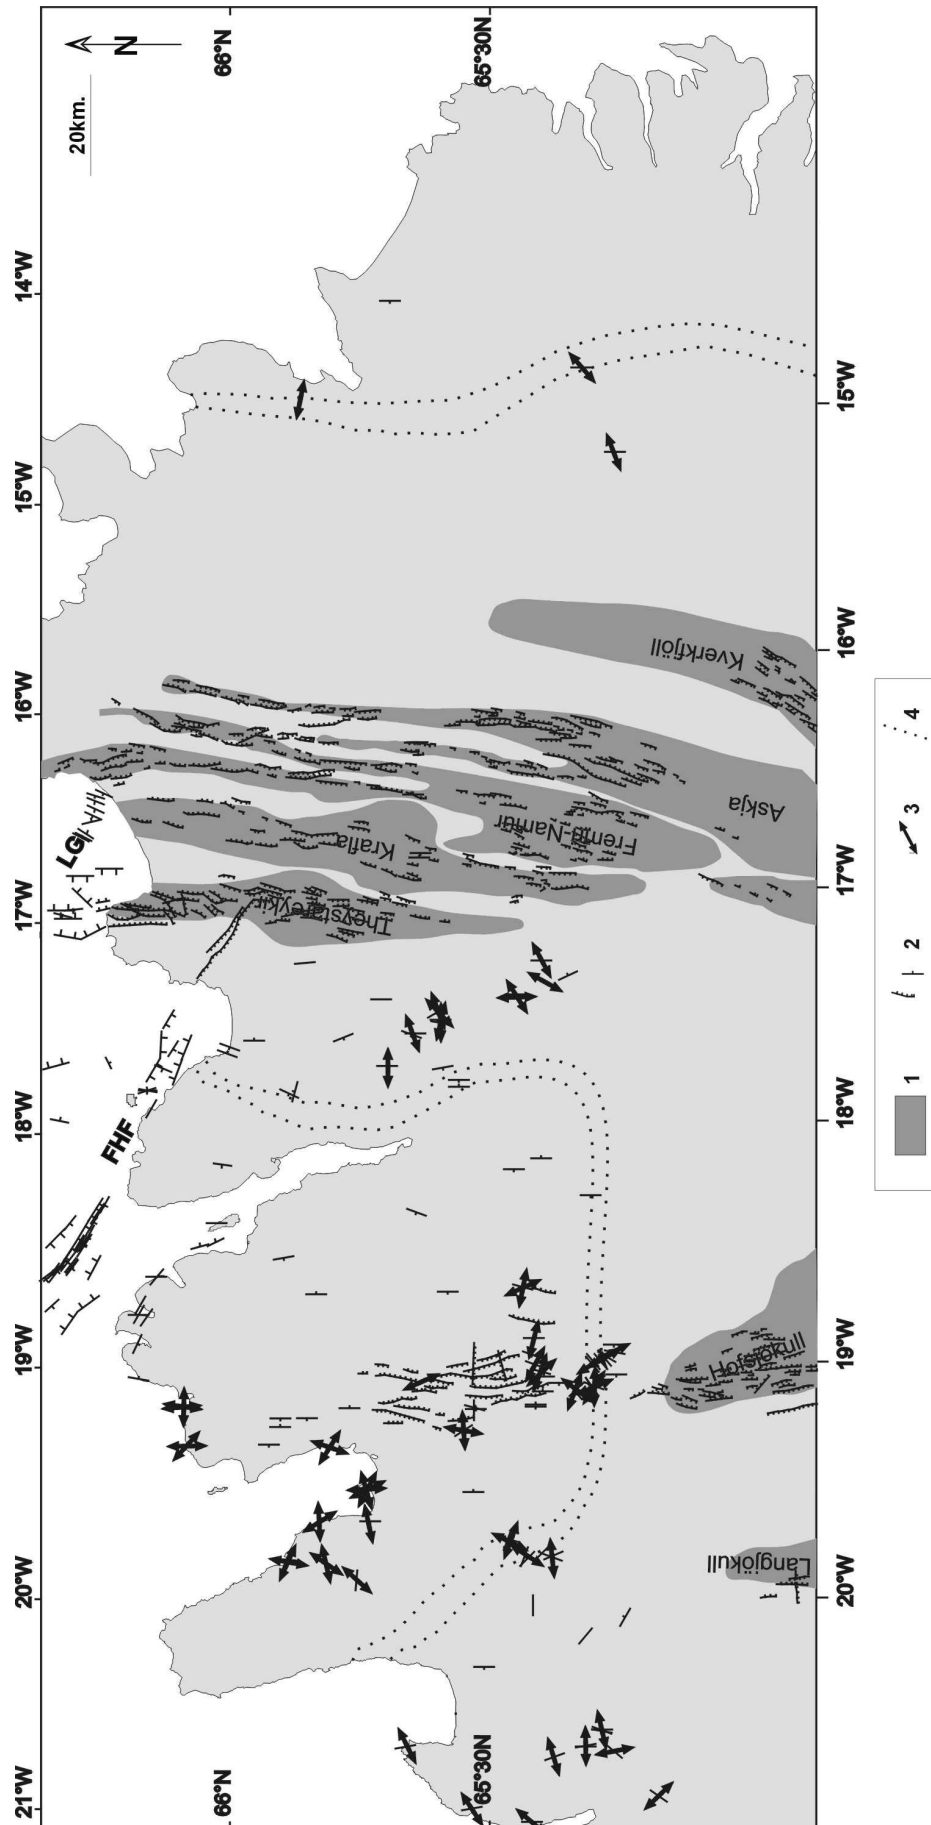 21°W
20°W
19°W
18°W
17°W
16°W
15°W
14°W
20km.
N
66°N
66°N
65°30N
65°30N
FHF
LG
Theystareykir
Krafla
Fremri-Namur
Askja
Kverkfjöll
Hofsjökull
Langjökull
20°W
19°W
18°W
17°W
16°W
15°W
1
2
3
4